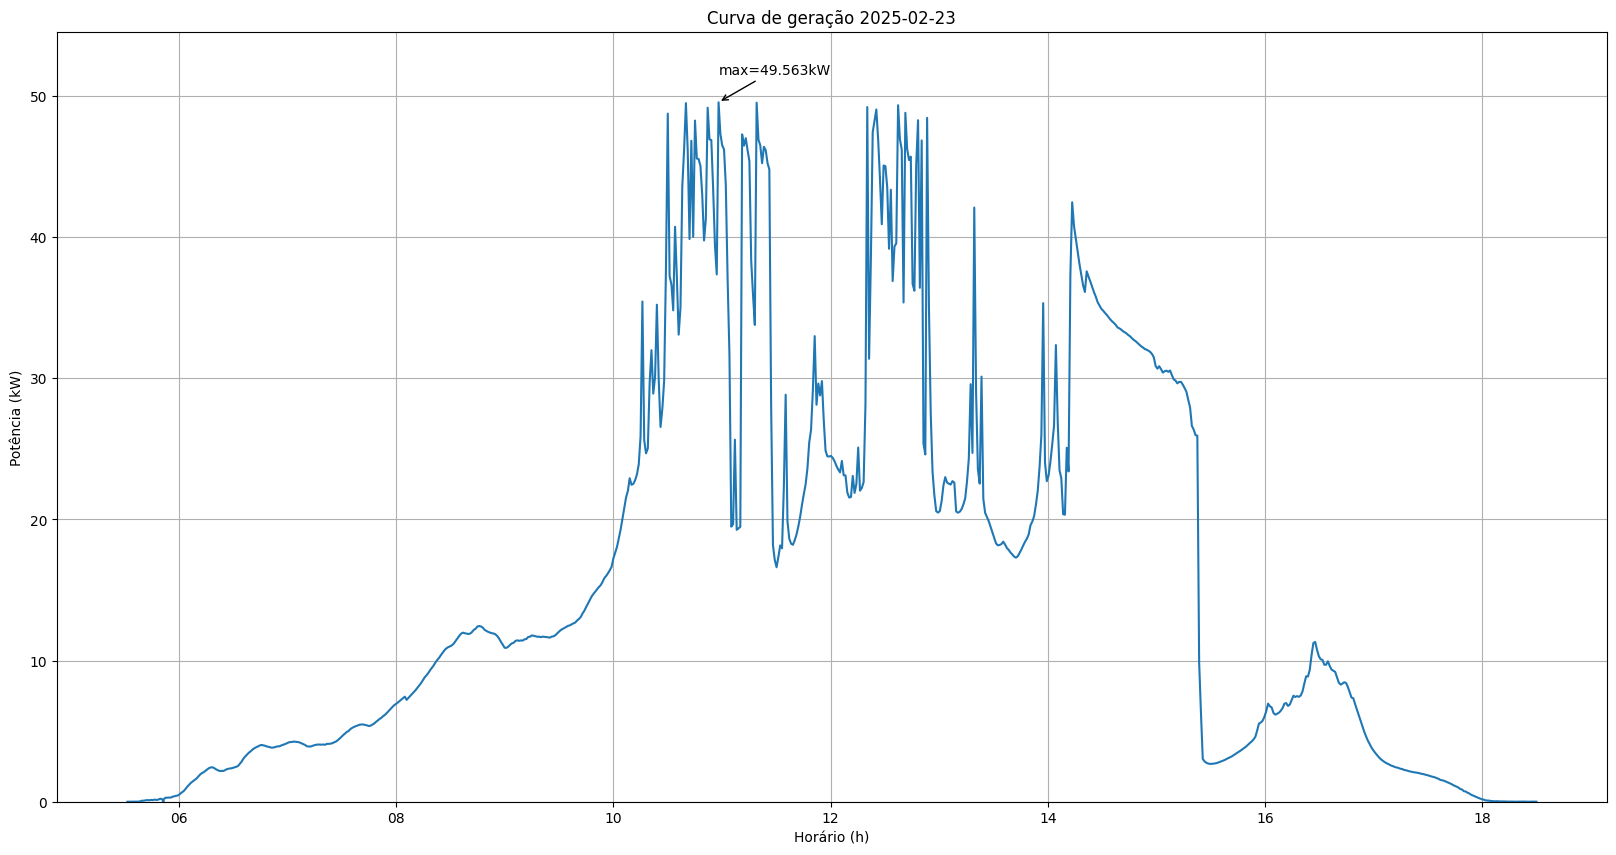 Curva de geração 2025-02-23
max=49.563kW
50
40
30
20
10
0
Potência (kW)
06 08 10 12 14 16 18
Horário (h)